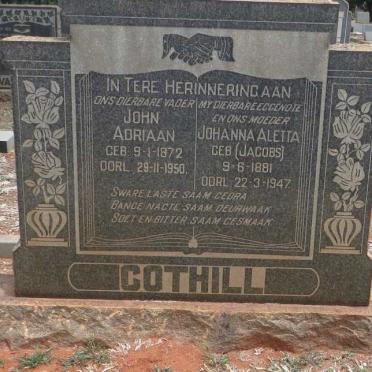 IN TERE HERINNERING AAN
ONS DIERBARE VADER
JOHN
ADRIAAN
GEB 9-1-1872
OORL. 29-11-1950.
MY DIERBARE EGGENOTE
EN ONS MOEDER
JOHANNA ALETTA
GEB (JACOBS)
9-6-1881
OORL 22-3-1947
SWARE LASTE SAAM GEDRA
BANGE NAGTE SAAM DEURWAAK
SOET EN BITTER SAAM GESMAAK
GOTHILL